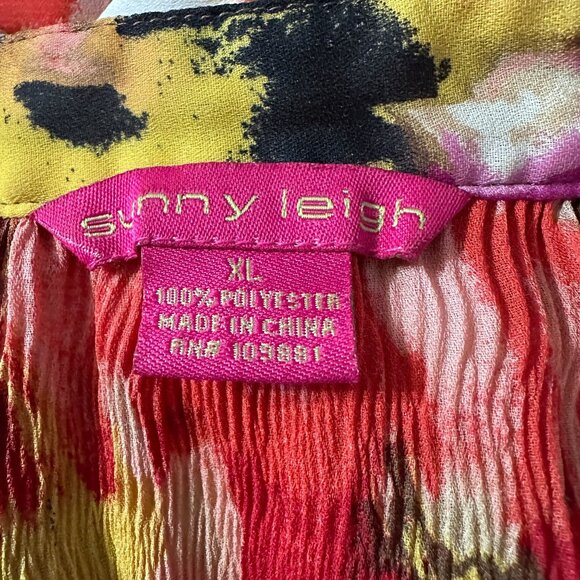 sunny leigh
XL
100% POLYESTER
MADE IN CHINA
RN# 109881